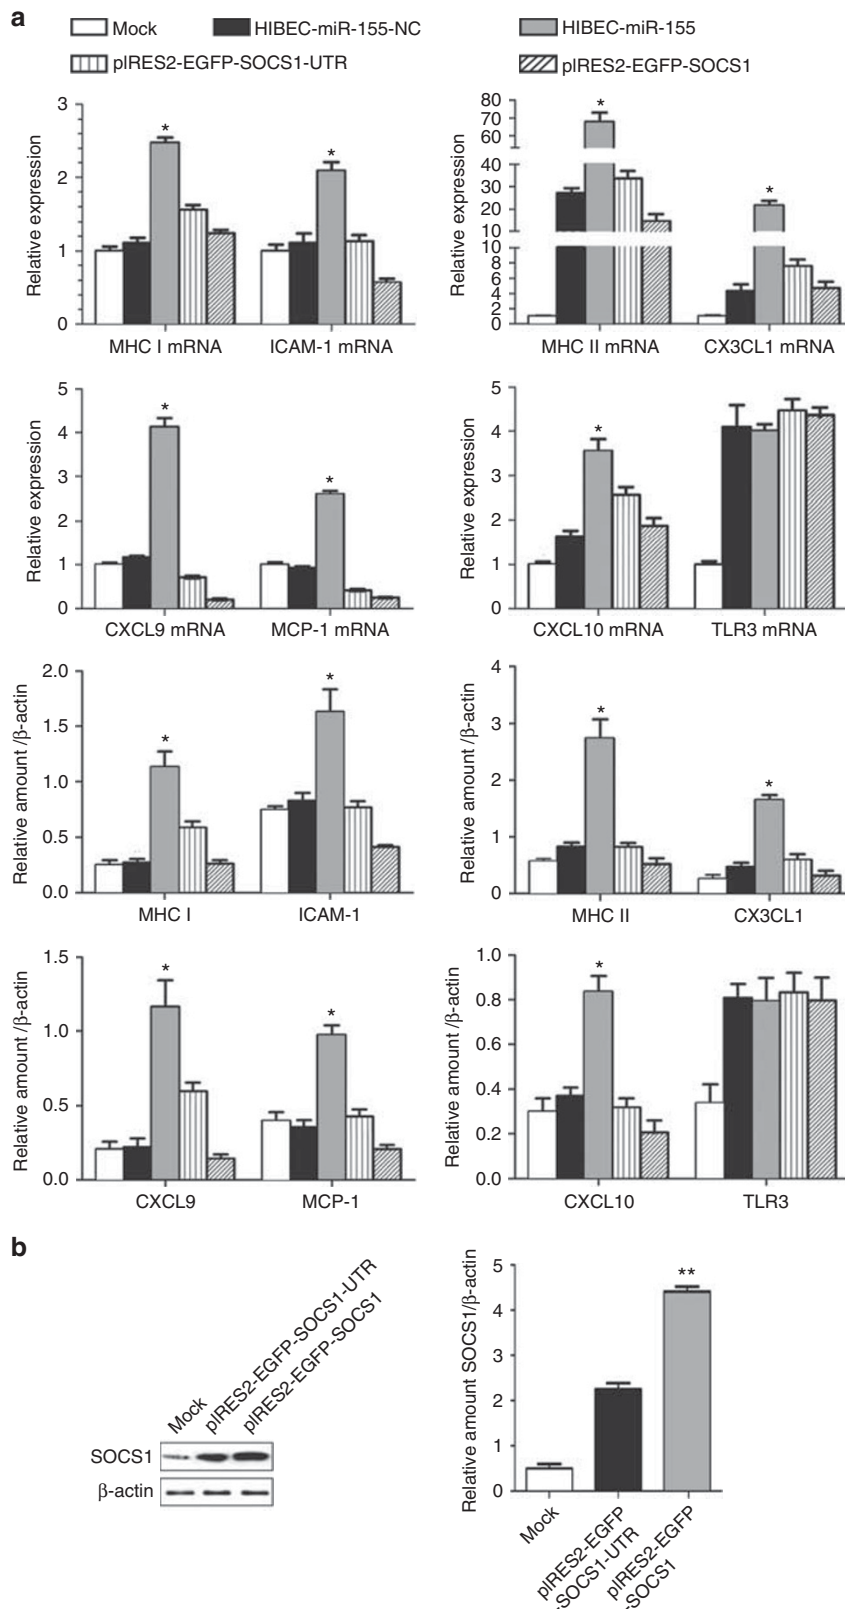 a
Mock
HIBEC-miR-155-NC
HIBEC-miR-155
pIRES2-EGFP-SOCS1-UTR
pIRES2-EGFP-SOCS1
Relative expression
3
2
1
0
*
*
MHC I mRNA
ICAM-1 mRNA
Relative expression
80
70
60
40
30
20
10
10
8
6
4
2
0
*
*
MHC II mRNA
CX3CL1 mRNA
Relative expression
5
4
3
2
1
0
*
*
CXCL9 mRNA
MCP-1 mRNA
Relative expression
5
4
3
2
1
0
*
CXCL10 mRNA
TLR3 mRNA
Relative amount /β-actin
2.0
1.5
1.0
0.5
0.0
*
*
MHC I
ICAM-1
Relative amount /β-actin
4
3
2
1
0
*
*
MHC II
CX3CL1
Relative amount /β-actin
1.5
1.0
0.5
0.0
*
*
CXCL9
MCP-1
Relative amount /β-actin
1.0
0.8
0.6
0.4
0.2
0.0
*
CXCL10
TLR3
b
Mock
pIRES2-EGFP-SOCS1-UTR
pIRES2-EGFP-SOCS1
SOCS1
β-actin
Relative amount SOCS1/β-actin
5
4
3
2
1
0
**
Mock
pIRES2-EGFP
-SOCS1-UTR
pIRES2-EGFP
-SOCS1